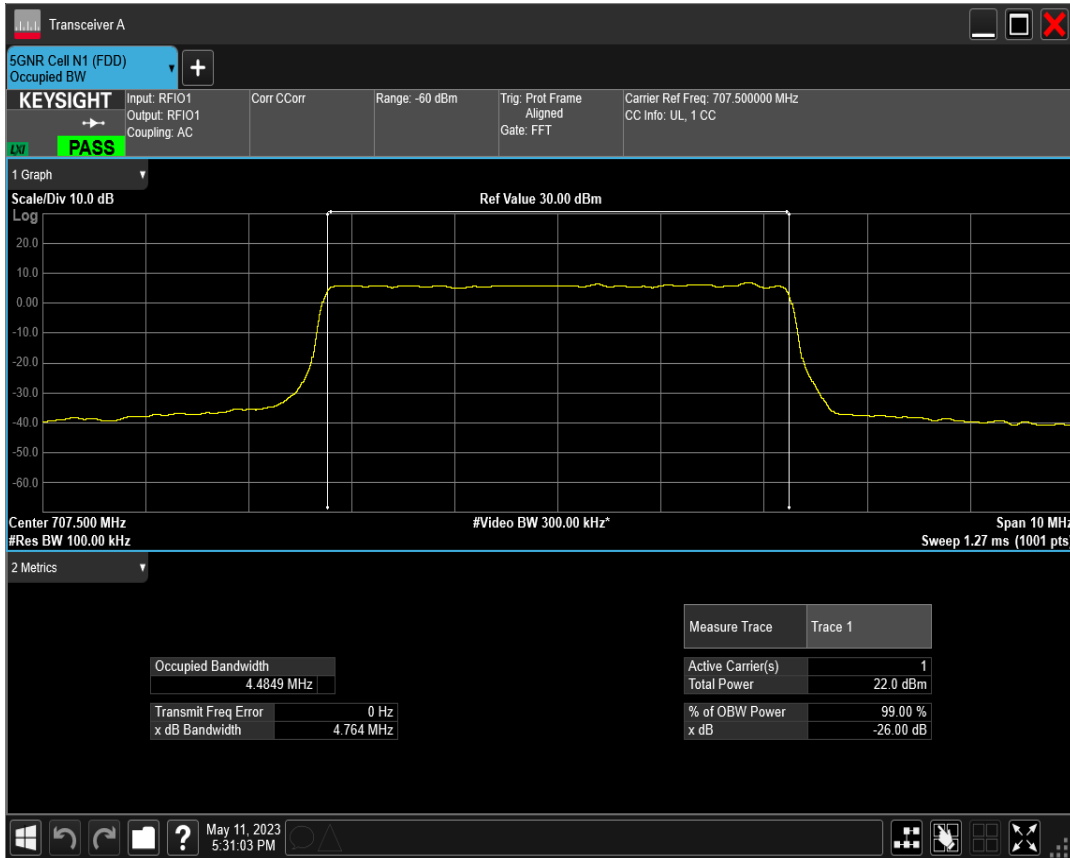 Transceiver A
5GNR Cell N1 (FDD)
Occupied BW
+
KEYSIGHT
LXI
PASS
Input: RFIO1
Output: RFIO1
Coupling: AC
Corr CCorr
Range: -60 dBm
Trig: Prot Frame
Aligned
Gate: FFT
Carrier Ref Freq: 707.500000 MHz
CC Info: UL, 1 CC
1 Graph
Scale/Div 10.0 dB
Ref Value 30.00 dBm
Log
20.0
10.0
0.00
-10.0
-20.0
-30.0
-40.0
-50.0
-60.0
Center 707.500 MHz
#Video BW 300.00 kHz*
Span 10 MHz
#Res BW 100.00 kHz
Sweep 1.27 ms (1001 pts)
2 Metrics
Measure Trace Trace 1
Occupied Bandwidth
4.4849 MHz
Transmit Freq Error 0 Hz
x dB Bandwidth 4.764 MHz
Active Carrier(s) 1
Total Power 22.0 dBm
% of OBW Power 99.00 %
x dB -26.00 dB
?
May 11, 2023
5:31:03 PM